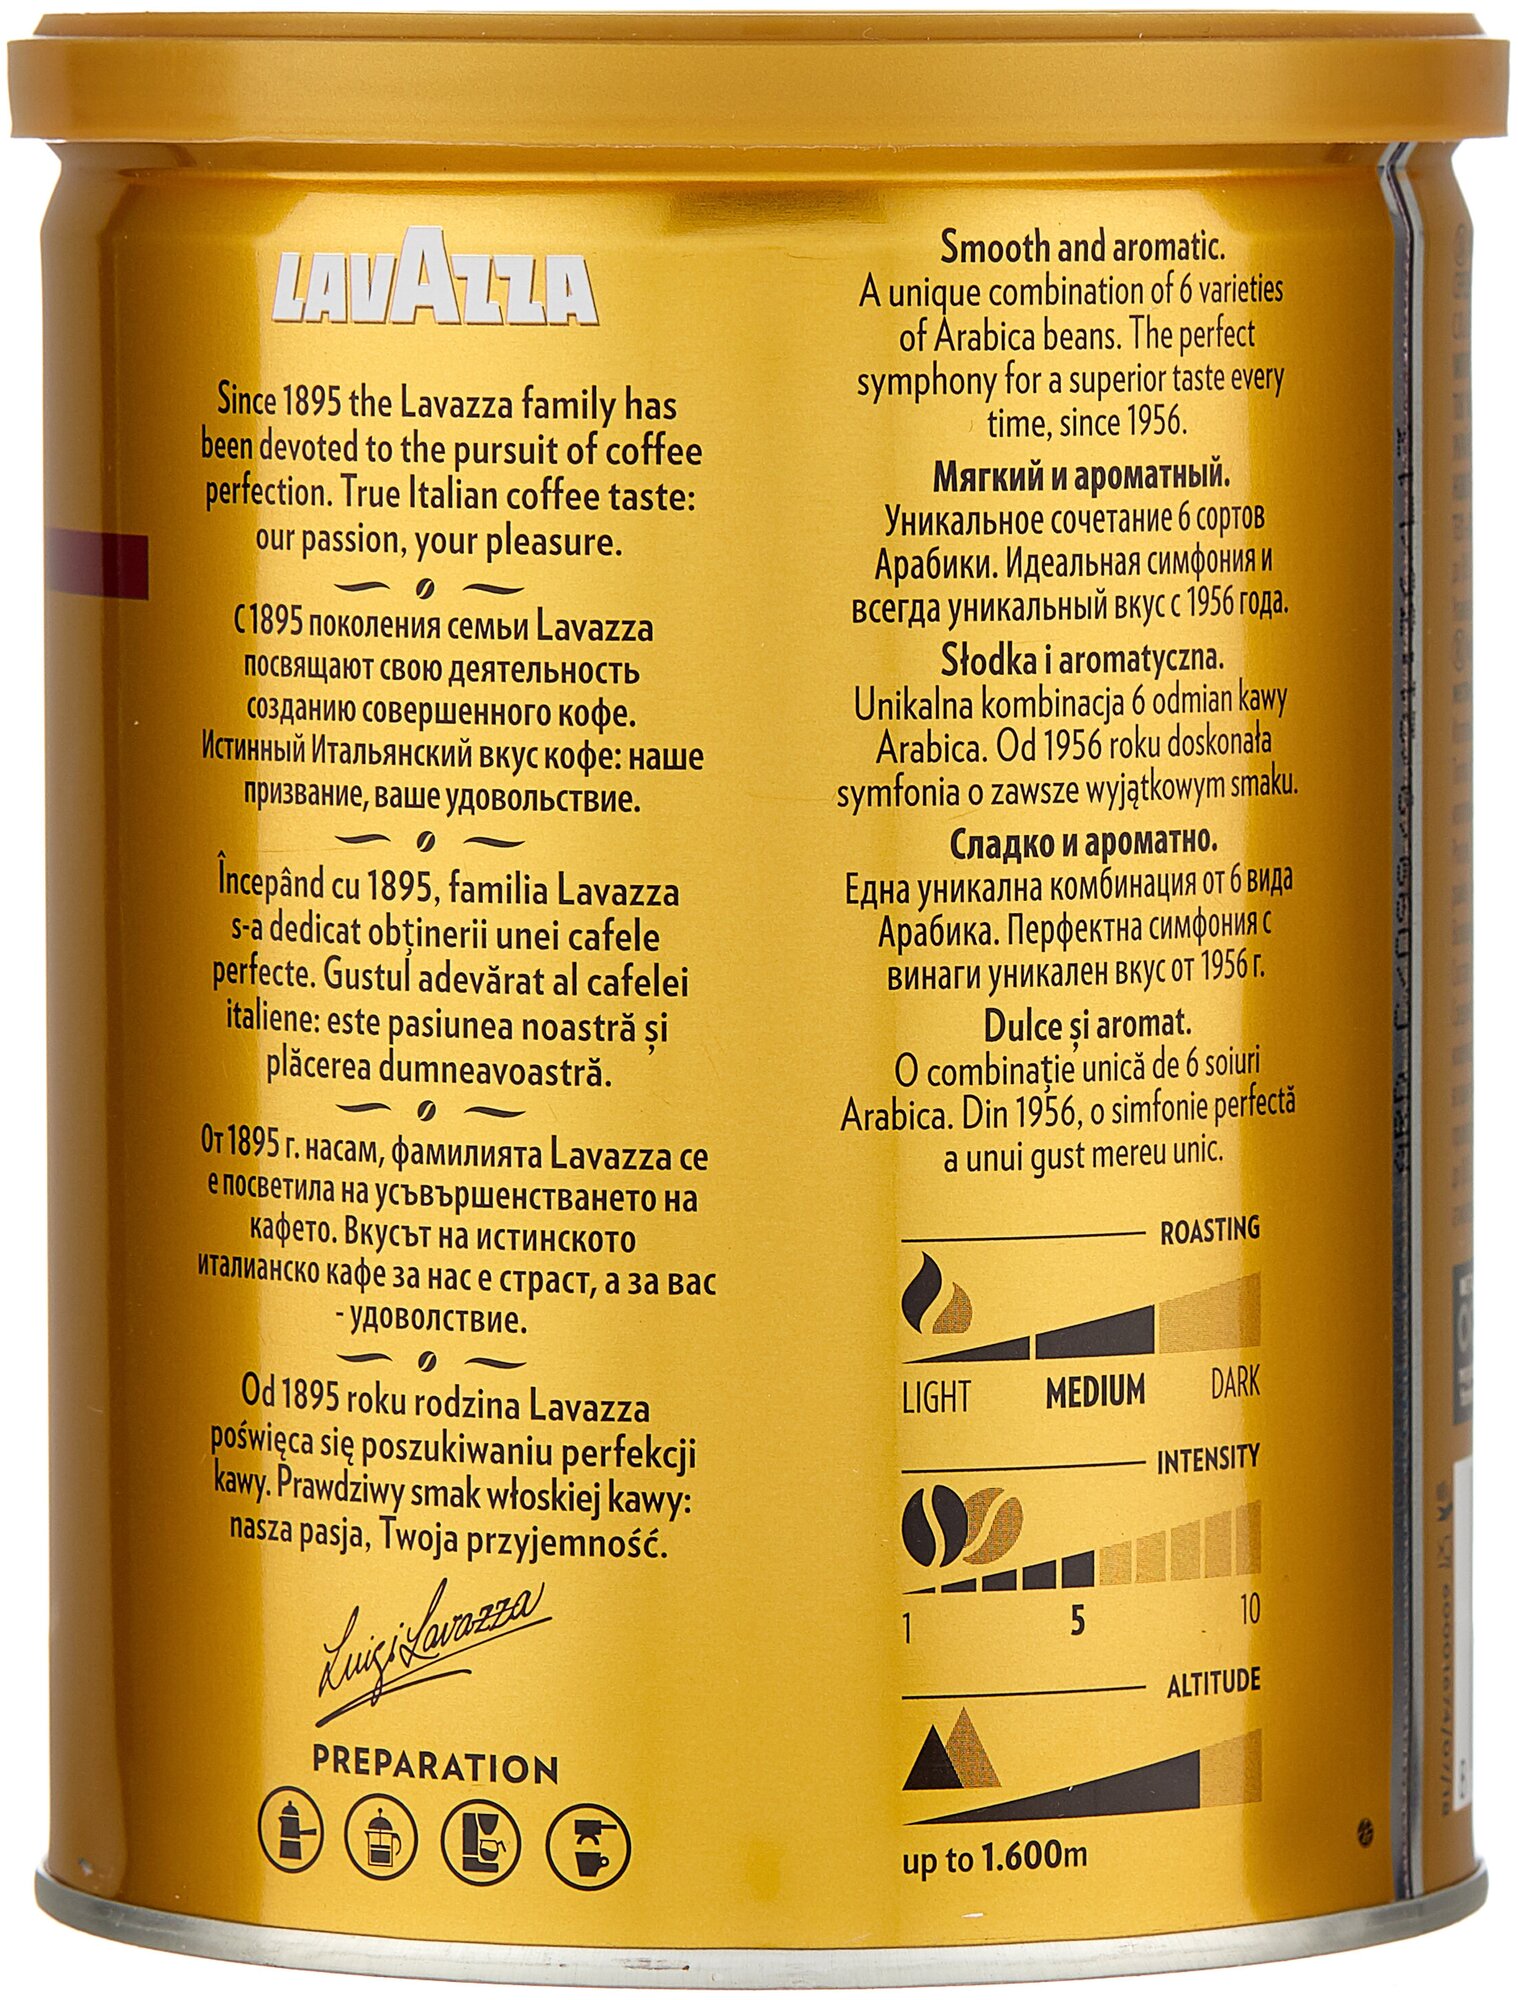 LAVAZZA
Since 1895 the Lavazza family has
been devoted to the pursuit of coffee
perfection. True Italian coffee taste:
our passion, your pleasure.
С 1895 поколения семьи Lavazza
посвящают свою деятельность
созданию совершенного кофе.
Истинный Итальянский вкус кофе: наше
призвание, ваше удовольствие.
Începând cu 1895, familia Lavazza
s-a dedicat obținerii unei cafele
perfecte. Gustul adevărat al cafelei
italiene: este pasiunea noastră și
plăcerea dumneavoastră.
От 1895 г. насам, фамилията Lavazza се
е посветила на усъвършенстването на
кафето. Вкусът на истинското
италианско кафе за нас е страст, а за вас
- удоволствие.
Od 1895 roku rodzina Lavazza
poświęca się poszukiwaniu perfekcji
kawy. Prawdziwy smak włoskiej kawy:
nasza pasja, Twoja przyjemność.
Luigi Lavazza
PREPARATION
Smooth and aromatic.
A unique combination of 6 varieties
of Arabica beans. The perfect
symphony for a superior taste every
time, since 1956.
Мягкий и ароматный.
Уникальное сочетание 6 сортов
Арабики. Идеальная симфония и
всегда уникальный вкус с 1956 года.
Słodka i aromatyczna.
Unikalna kombinacja 6 odmian kawy
Arabica. Od 1956 roku doskonała
symfonia o zawsze wyjątkowym smaku.
Сладко и ароматно.
Една уникална комбинация от 6 вида
Арабика. Перфектна симфония с
винаги уникален вкус от 1956 г.
Dulce și aromat.
O combinație unică de 6 soiuri
Arabica. Din 1956, o simfonie perfectă
a unui gust mereu unic.
ROASTING
LIGHT MEDIUM DARK
INTENSITY
1 5 10
ALTITUDE
up to 1.600m